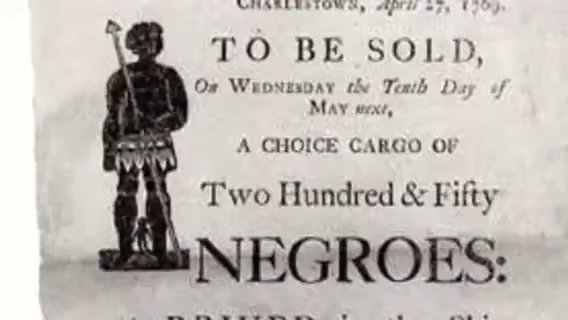 CHARLESTOWN, April 27, 1769.
TO BE SOLD,
On WEDNESDAY the Tenth Day of
MAY next,
A CHOICE CARGO OF
Two Hundred & Fifty
NEGROES: